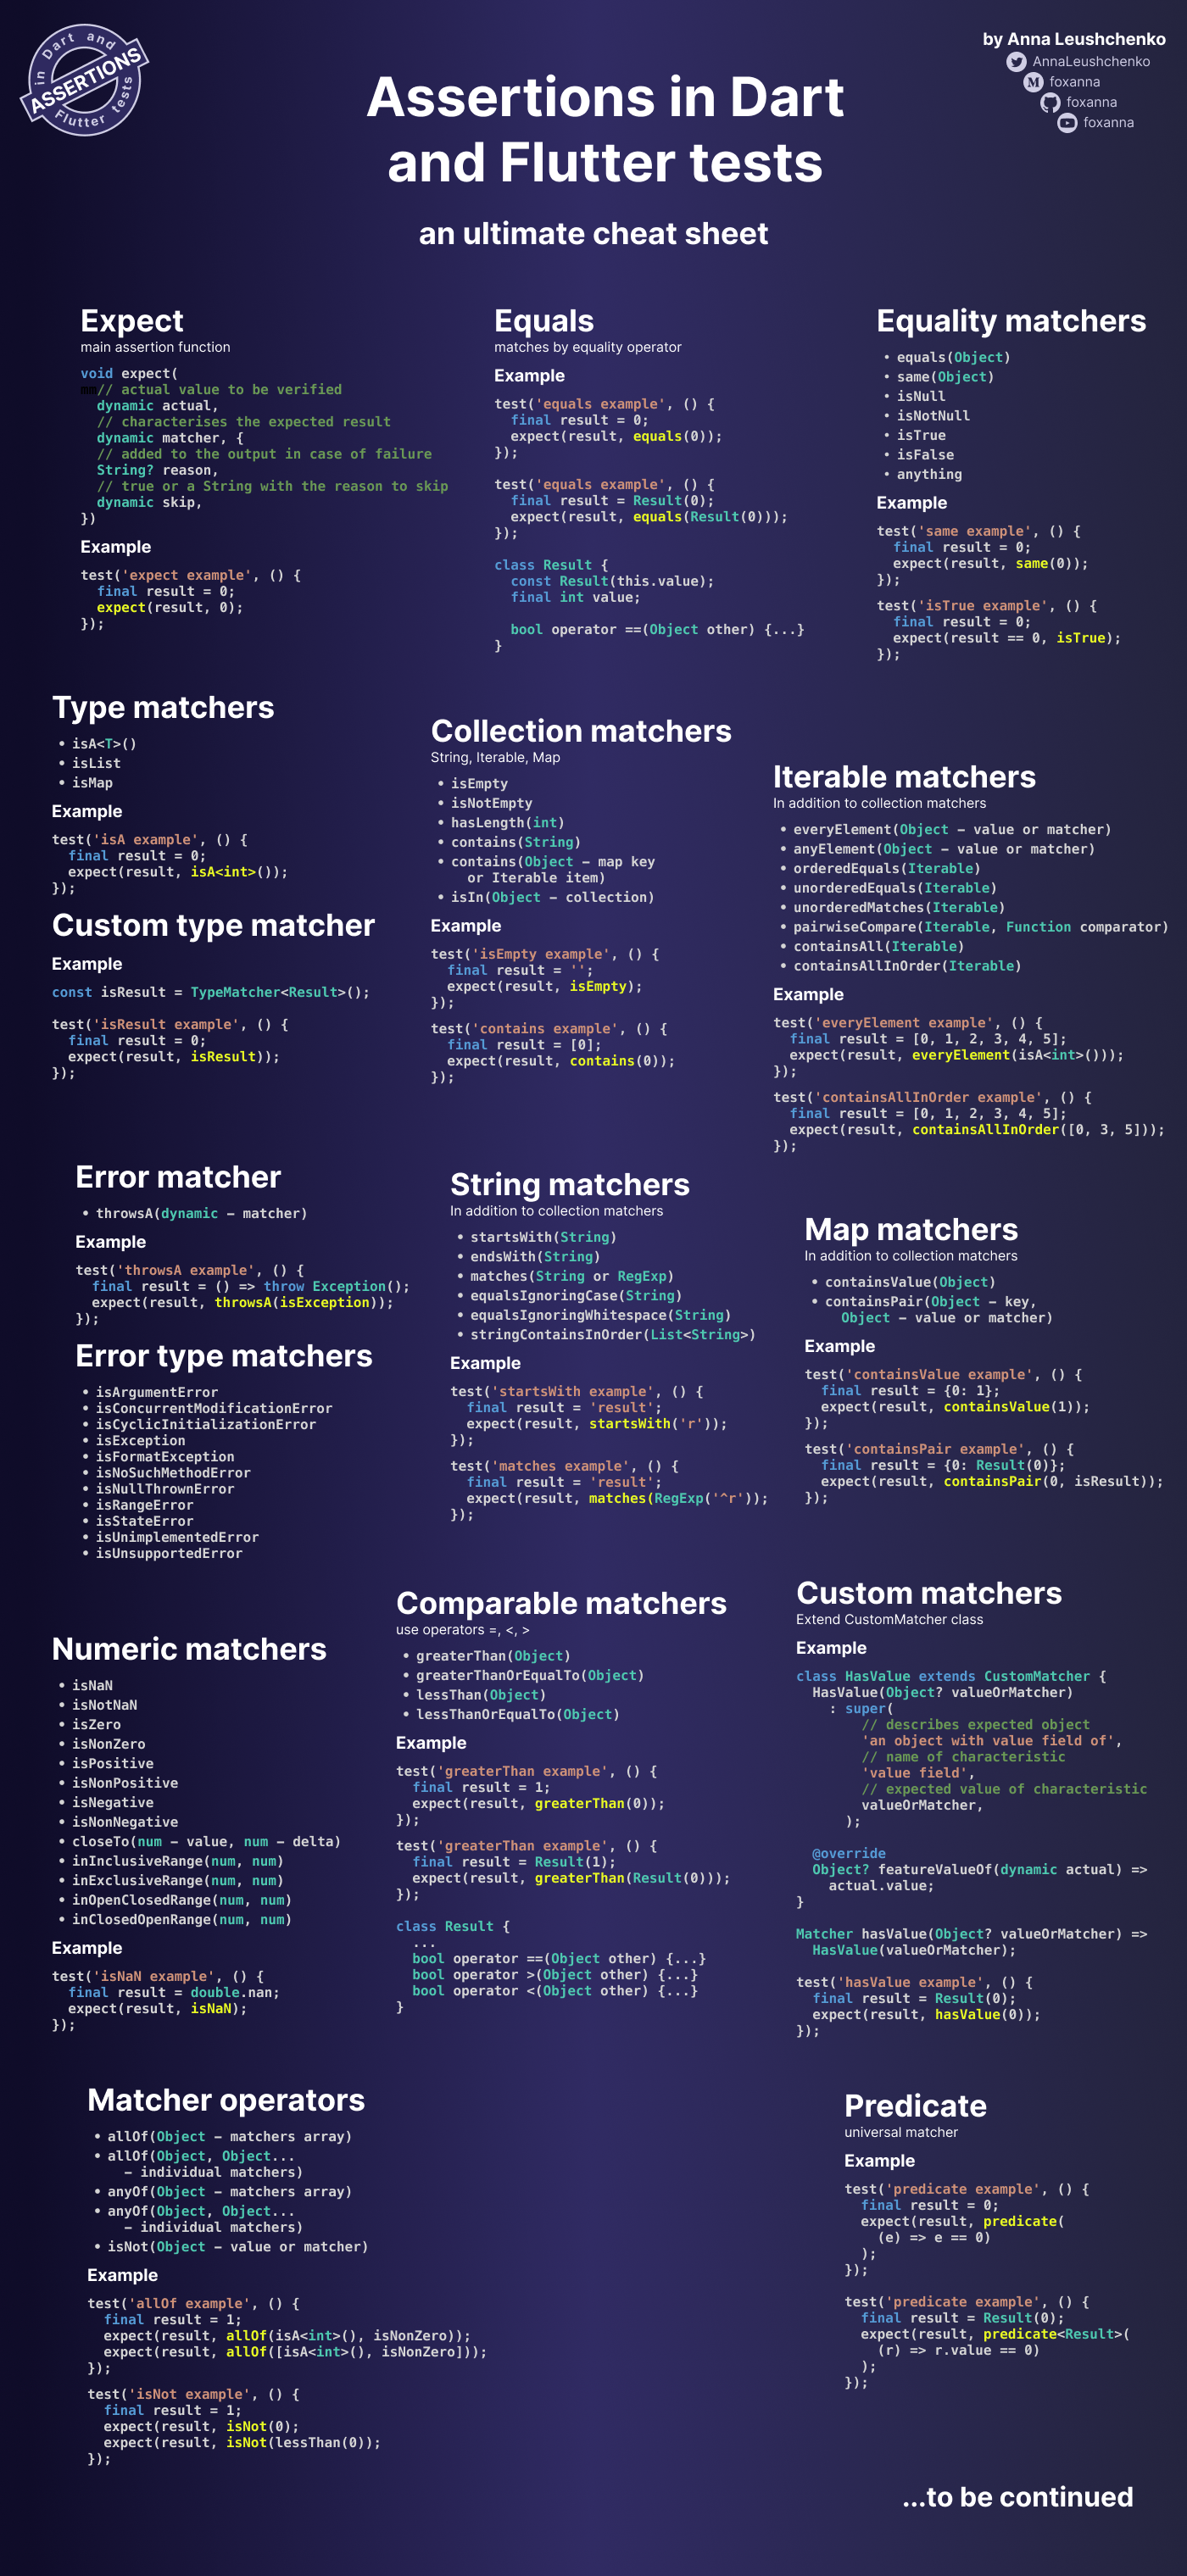 in Dart and
ASSERTIONS
Flutter tests
by Anna Leushchenko
AnnaLeushchenko
foxanna
foxanna
foxanna
Assertions in Dart
and Flutter tests
an ultimate cheat sheet
Expect
main assertion function
void expect(
mm// actual value to be verified
dynamic actual,
// characterises the expected result
dynamic matcher, {
// added to the output in case of failure
String? reason,
// true or a String with the reason to skip
dynamic skip,
})
Example
test('expect example', () {
final result = 0;
expect(result, 0);
});
Equals
matches by equality operator
Example
test('equals example', () {
final result = 0;
expect(result, equals(0));
});
test('equals example', () {
final result = Result(0);
expect(result, equals(Result(0)));
});
class Result {
const Result(this.value);
final int value;
bool operator ==(Object other) {...}
}
Equality matchers
• equals(Object)
• same(Object)
• isNull
• isNotNull
• isTrue
• isFalse
• anything
Example
test('same example', () {
final result = 0;
expect(result, same(0));
});
test('isTrue example', () {
final result = 0;
expect(result == 0, isTrue);
});
Type matchers
• isA<T>()
• isList
• isMap
Example
test('isA example', () {
final result = 0;
expect(result, isA<int>());
});
Custom type matcher
Example
const isResult = TypeMatcher<Result>();
test('isResult example', () {
final result = 0;
expect(result, isResult));
});
Collection matchers
String, Iterable, Map
• isEmpty
• isNotEmpty
• hasLength(int)
• contains(String)
• contains(Object – map key
or Iterable item)
• isIn(Object – collection)
Example
test('isEmpty example', () {
final result = '';
expect(result, isEmpty);
});
test('contains example', () {
final result = [0];
expect(result, contains(0));
});
Iterable matchers
In addition to collection matchers
• everyElement(Object – value or matcher)
• anyElement(Object – value or matcher)
• orderedEquals(Iterable)
• unorderedEquals(Iterable)
• unorderedMatches(Iterable)
• pairwiseCompare(Iterable, Function comparator)
• containsAll(Iterable)
• containsAllInOrder(Iterable)
Example
test('everyElement example', () {
final result = [0, 1, 2, 3, 4, 5];
expect(result, everyElement(isA<int>()));
});
test('containsAllInOrder example', () {
final result = [0, 1, 2, 3, 4, 5];
expect(result, containsAllInOrder([0, 3, 5]));
});
Error matcher
• throwsA(dynamic – matcher)
Example
test('throwsA example', () {
final result = () => throw Exception();
expect(result, throwsA(isException));
});
Error type matchers
• isArgumentError
• isConcurrentModificationError
• isCyclicInitializationError
• isException
• isFormatException
• isNoSuchMethodError
• isNullThrownError
• isRangeError
• isStateError
• isUnimplementedError
• isUnsupportedError
String matchers
In addition to collection matchers
• startsWith(String)
• endsWith(String)
• matches(String or RegExp)
• equalsIgnoringCase(String)
• equalsIgnoringWhitespace(String)
• stringContainsInOrder(List<String>)
Example
test('startsWith example', () {
final result = 'result';
expect(result, startsWith('r'));
});
test('matches example', () {
final result = 'result';
expect(result, matches(RegExp('^r'));
});
Map matchers
In addition to collection matchers
• containsValue(Object)
• containsPair(Object – key,
Object – value or matcher)
Example
test('containsValue example', () {
final result = {0: 1};
expect(result, containsValue(1));
});
test('containsPair example', () {
final result = {0: Result(0)};
expect(result, containsPair(0, isResult));
});
Numeric matchers
• isNaN
• isNotNaN
• isZero
• isNonZero
• isPositive
• isNonPositive
• isNegative
• isNonNegative
• closeTo(num – value, num – delta)
• inInclusiveRange(num, num)
• inExclusiveRange(num, num)
• inOpenClosedRange(num, num)
• inClosedOpenRange(num, num)
Example
test('isNaN example', () {
final result = double.nan;
expect(result, isNaN);
});
Comparable matchers
use operators =, <, >
• greaterThan(Object)
• greaterThanOrEqualTo(Object)
• lessThan(Object)
• lessThanOrEqualTo(Object)
Example
test('greaterThan example', () {
final result = 1;
expect(result, greaterThan(0));
});
test('greaterThan example', () {
final result = Result(1);
expect(result, greaterThan(Result(0)));
});
class Result {
...
bool operator ==(Object other) {...}
bool operator >(Object other) {...}
bool operator <(Object other) {...}
}
Custom matchers
Extend CustomMatcher class
Example
class HasValue extends CustomMatcher {
HasValue(Object? valueOrMatcher)
: super(
// describes expected object
'an object with value field of',
// name of characteristic
'value field',
// expected value of characteristic
valueOrMatcher,
);
@override
Object? featureValueOf(dynamic actual) =>
actual.value;
}
Matcher hasValue(Object? valueOrMatcher) =>
HasValue(valueOrMatcher);
test('hasValue example', () {
final result = Result(0);
expect(result, hasValue(0));
});
Matcher operators
• allOf(Object – matchers array)
• allOf(Object, Object...
– individual matchers)
• anyOf(Object – matchers array)
• anyOf(Object, Object...
– individual matchers)
• isNot(Object – value or matcher)
Example
test('allOf example', () {
final result = 1;
expect(result, allOf(isA<int>(), isNonZero));
expect(result, allOf([isA<int>(), isNonZero]));
});
test('isNot example', () {
final result = 1;
expect(result, isNot(0);
expect(result, isNot(lessThan(0));
});
Predicate
universal matcher
Example
test('predicate example', () {
final result = 0;
expect(result, predicate(
(e) => e == 0)
);
});
test('predicate example', () {
final result = Result(0);
expect(result, predicate<Result>(
(r) => r.value == 0)
);
});
...to be continued